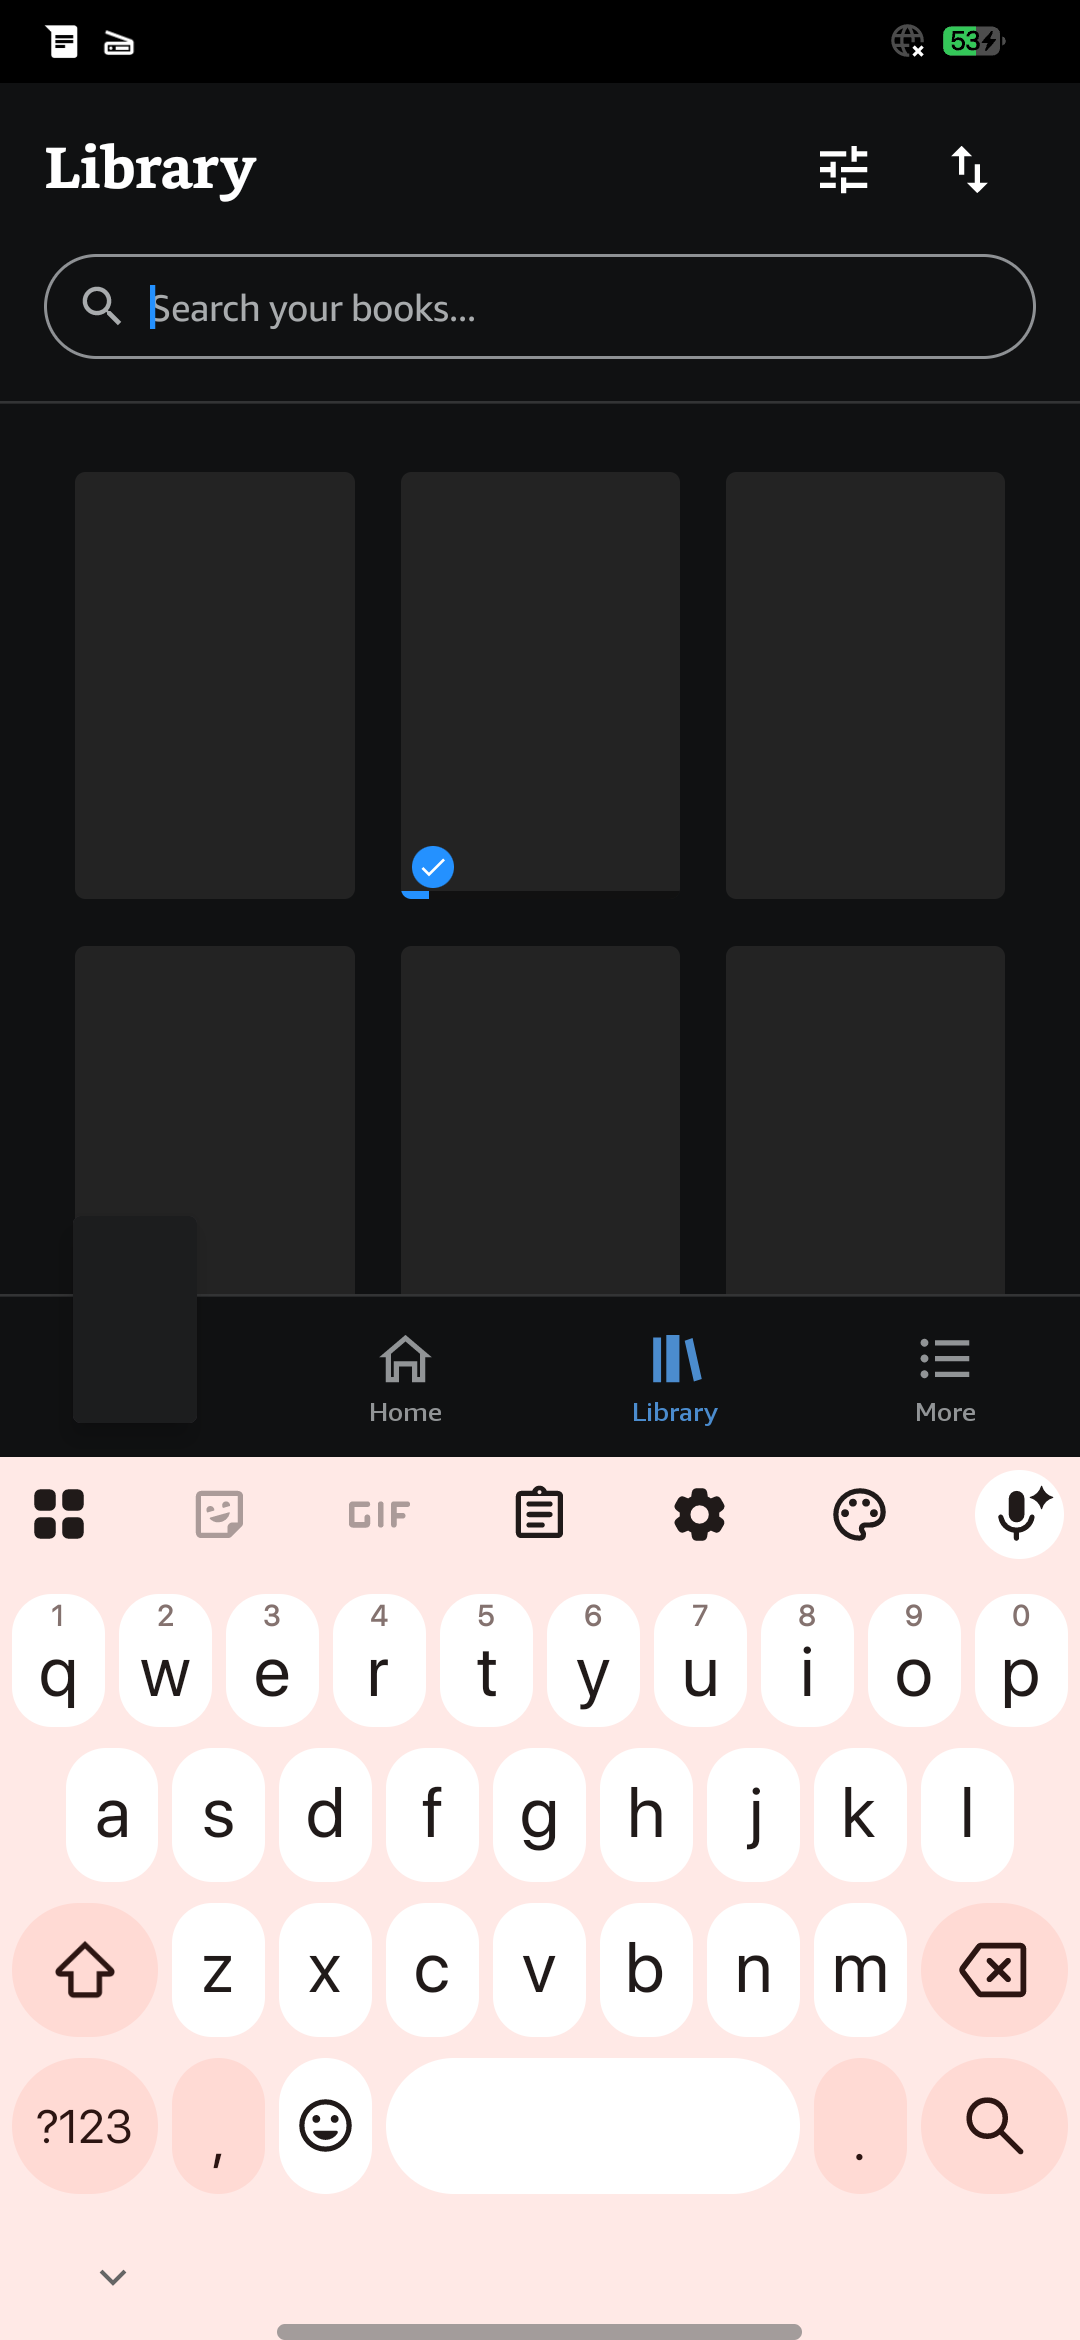 53
Library
Search your books...
Home
Library
More
GIF
1 2 3 4 5 6 7 8 9 0
q w e r t y u i o p
a s d f g h j k l
z x c v b n m
?123 , .